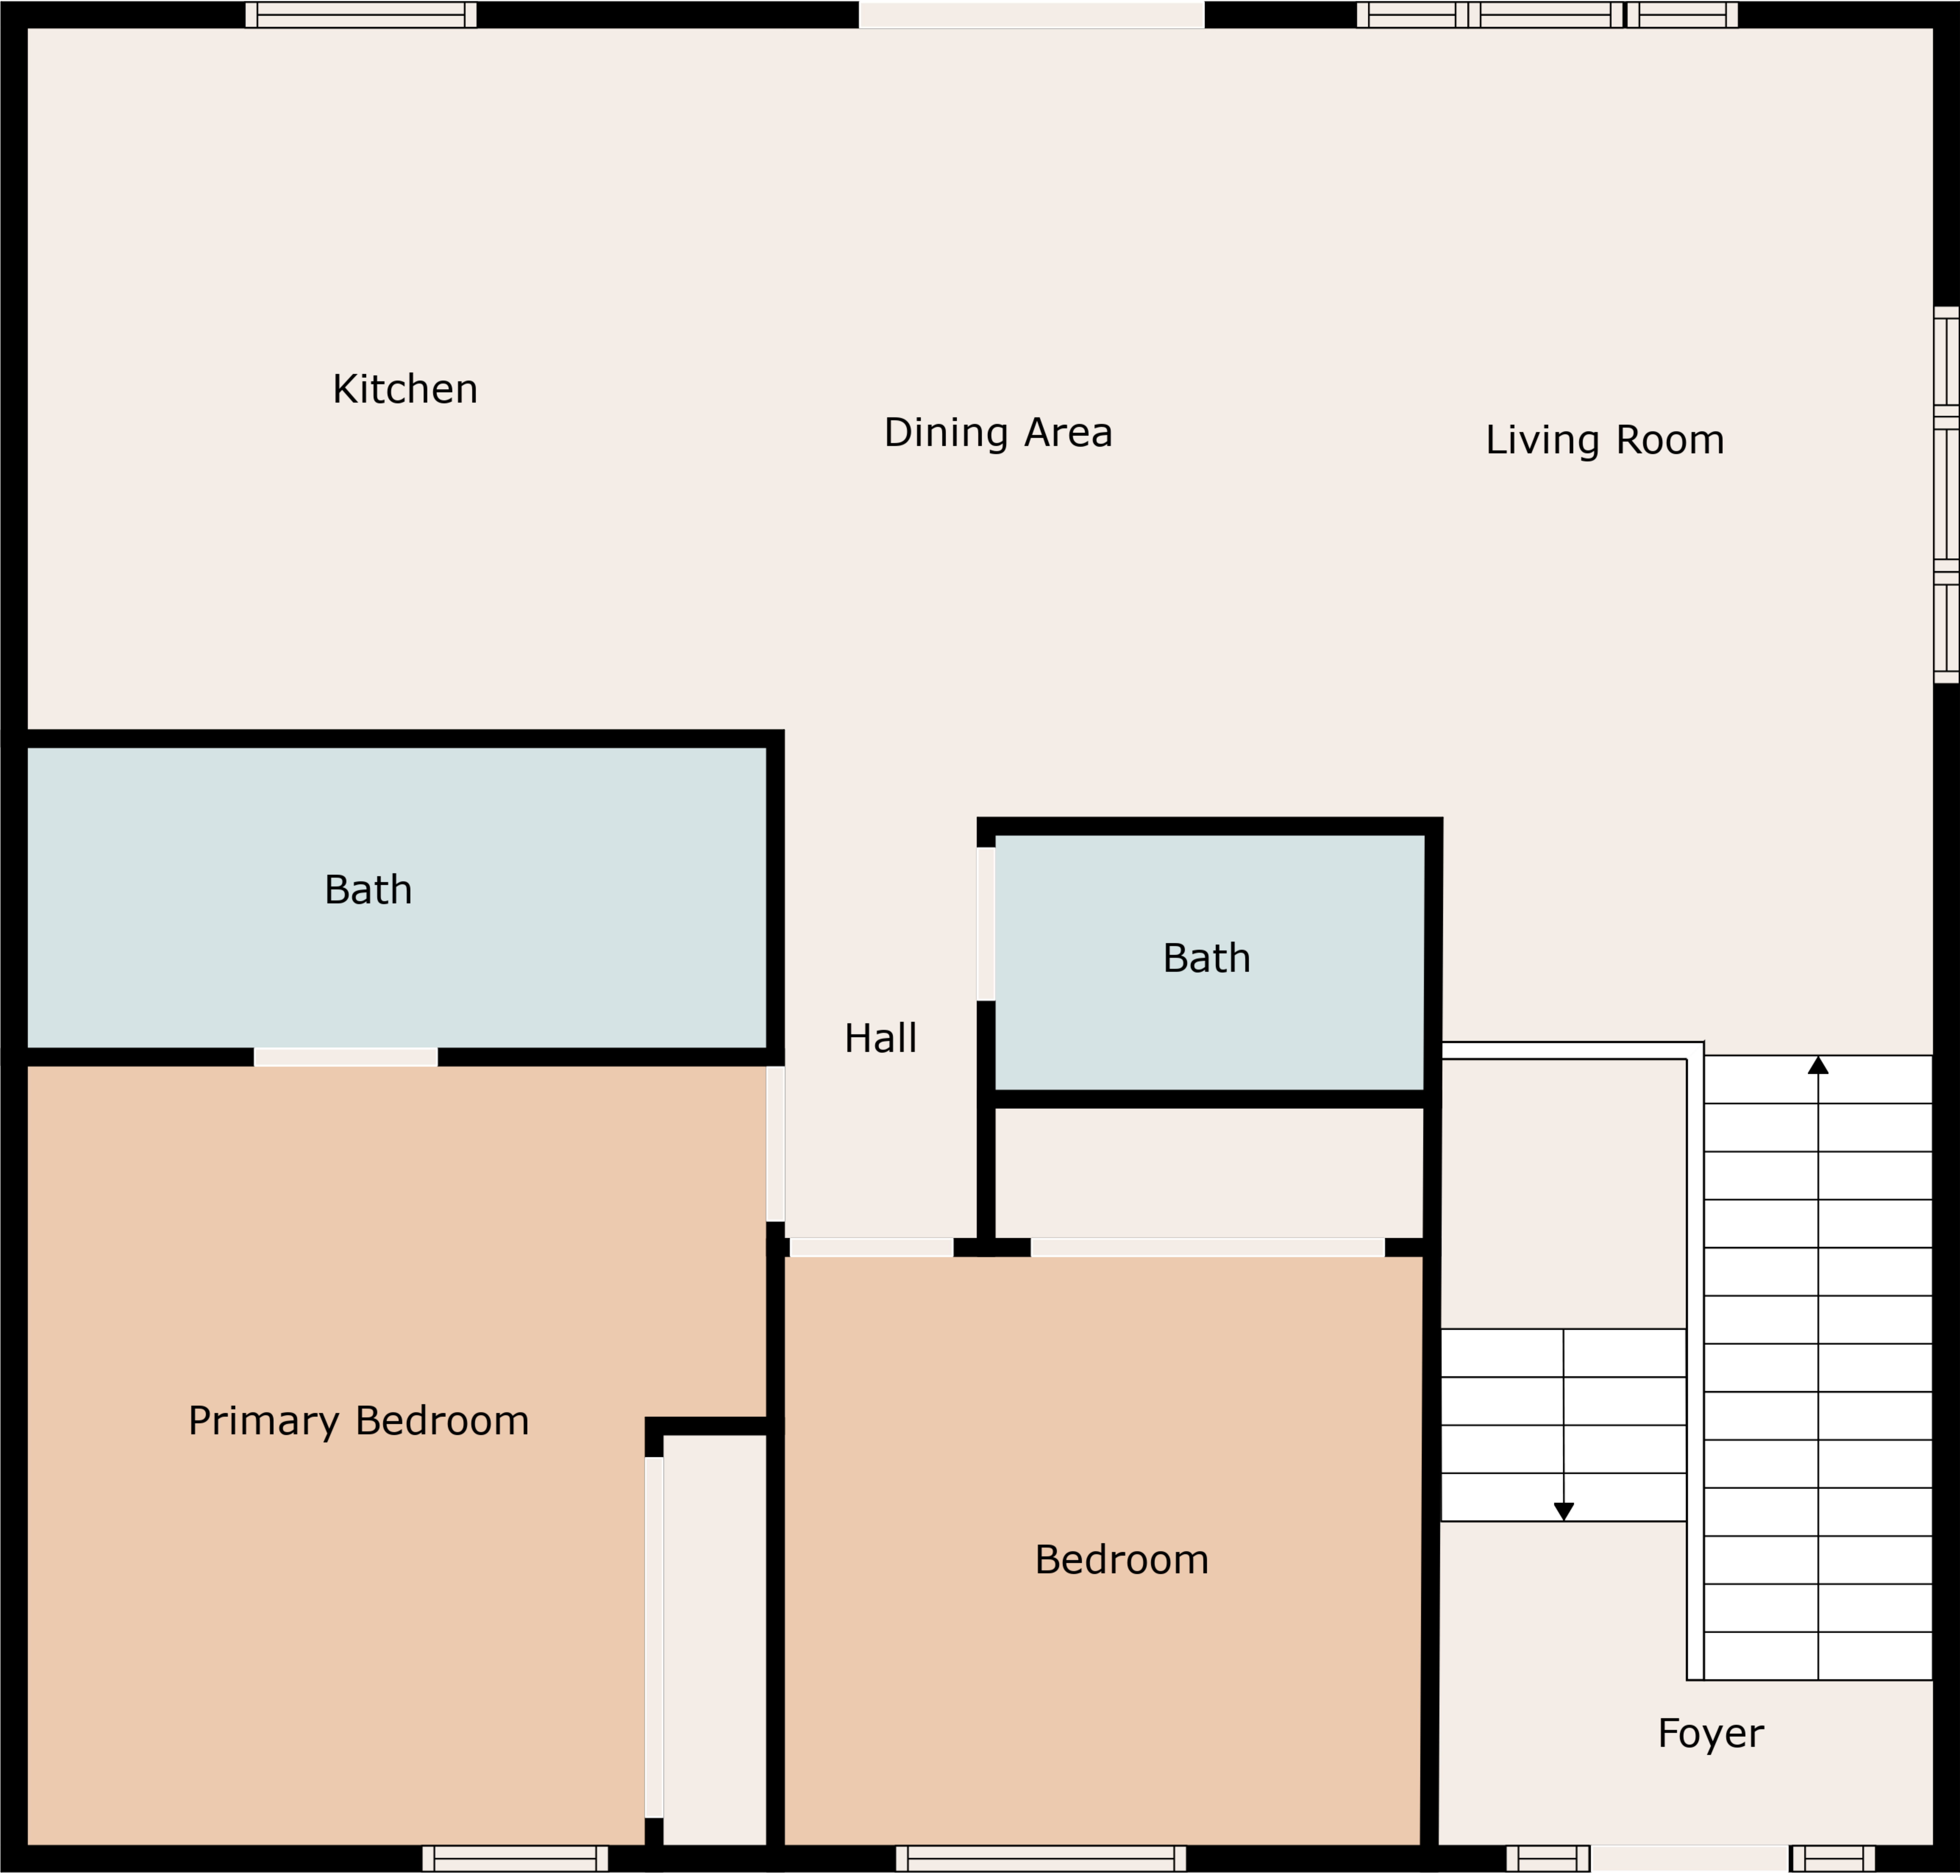 Kitchen
Dining Area
Living Room
Bath
Bath
Hall
Primary Bedroom
Bedroom
Foyer